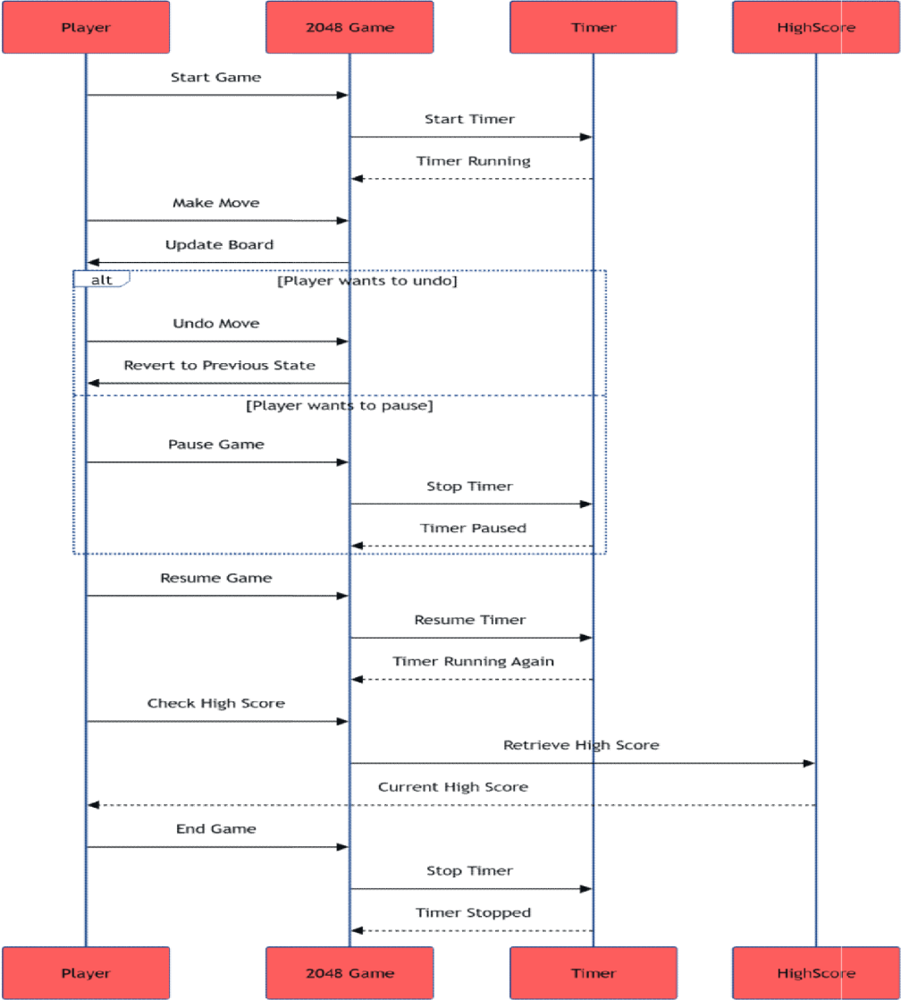 Player
2048 Game
Timer
HighScore
Start Game
Start Timer
Timer Running
Make Move
Update Board
alt
[Player wants to undo]
Undo Move
Revert to Previous State
[Player wants to pause]
Pause Game
Stop Timer
Timer Paused
Resume Game
Resume Timer
Timer Running Again
Check High Score
Retrieve High Score
Current High Score
End Game
Stop Timer
Timer Stopped
Player
2048 Game
Timer
HighScore